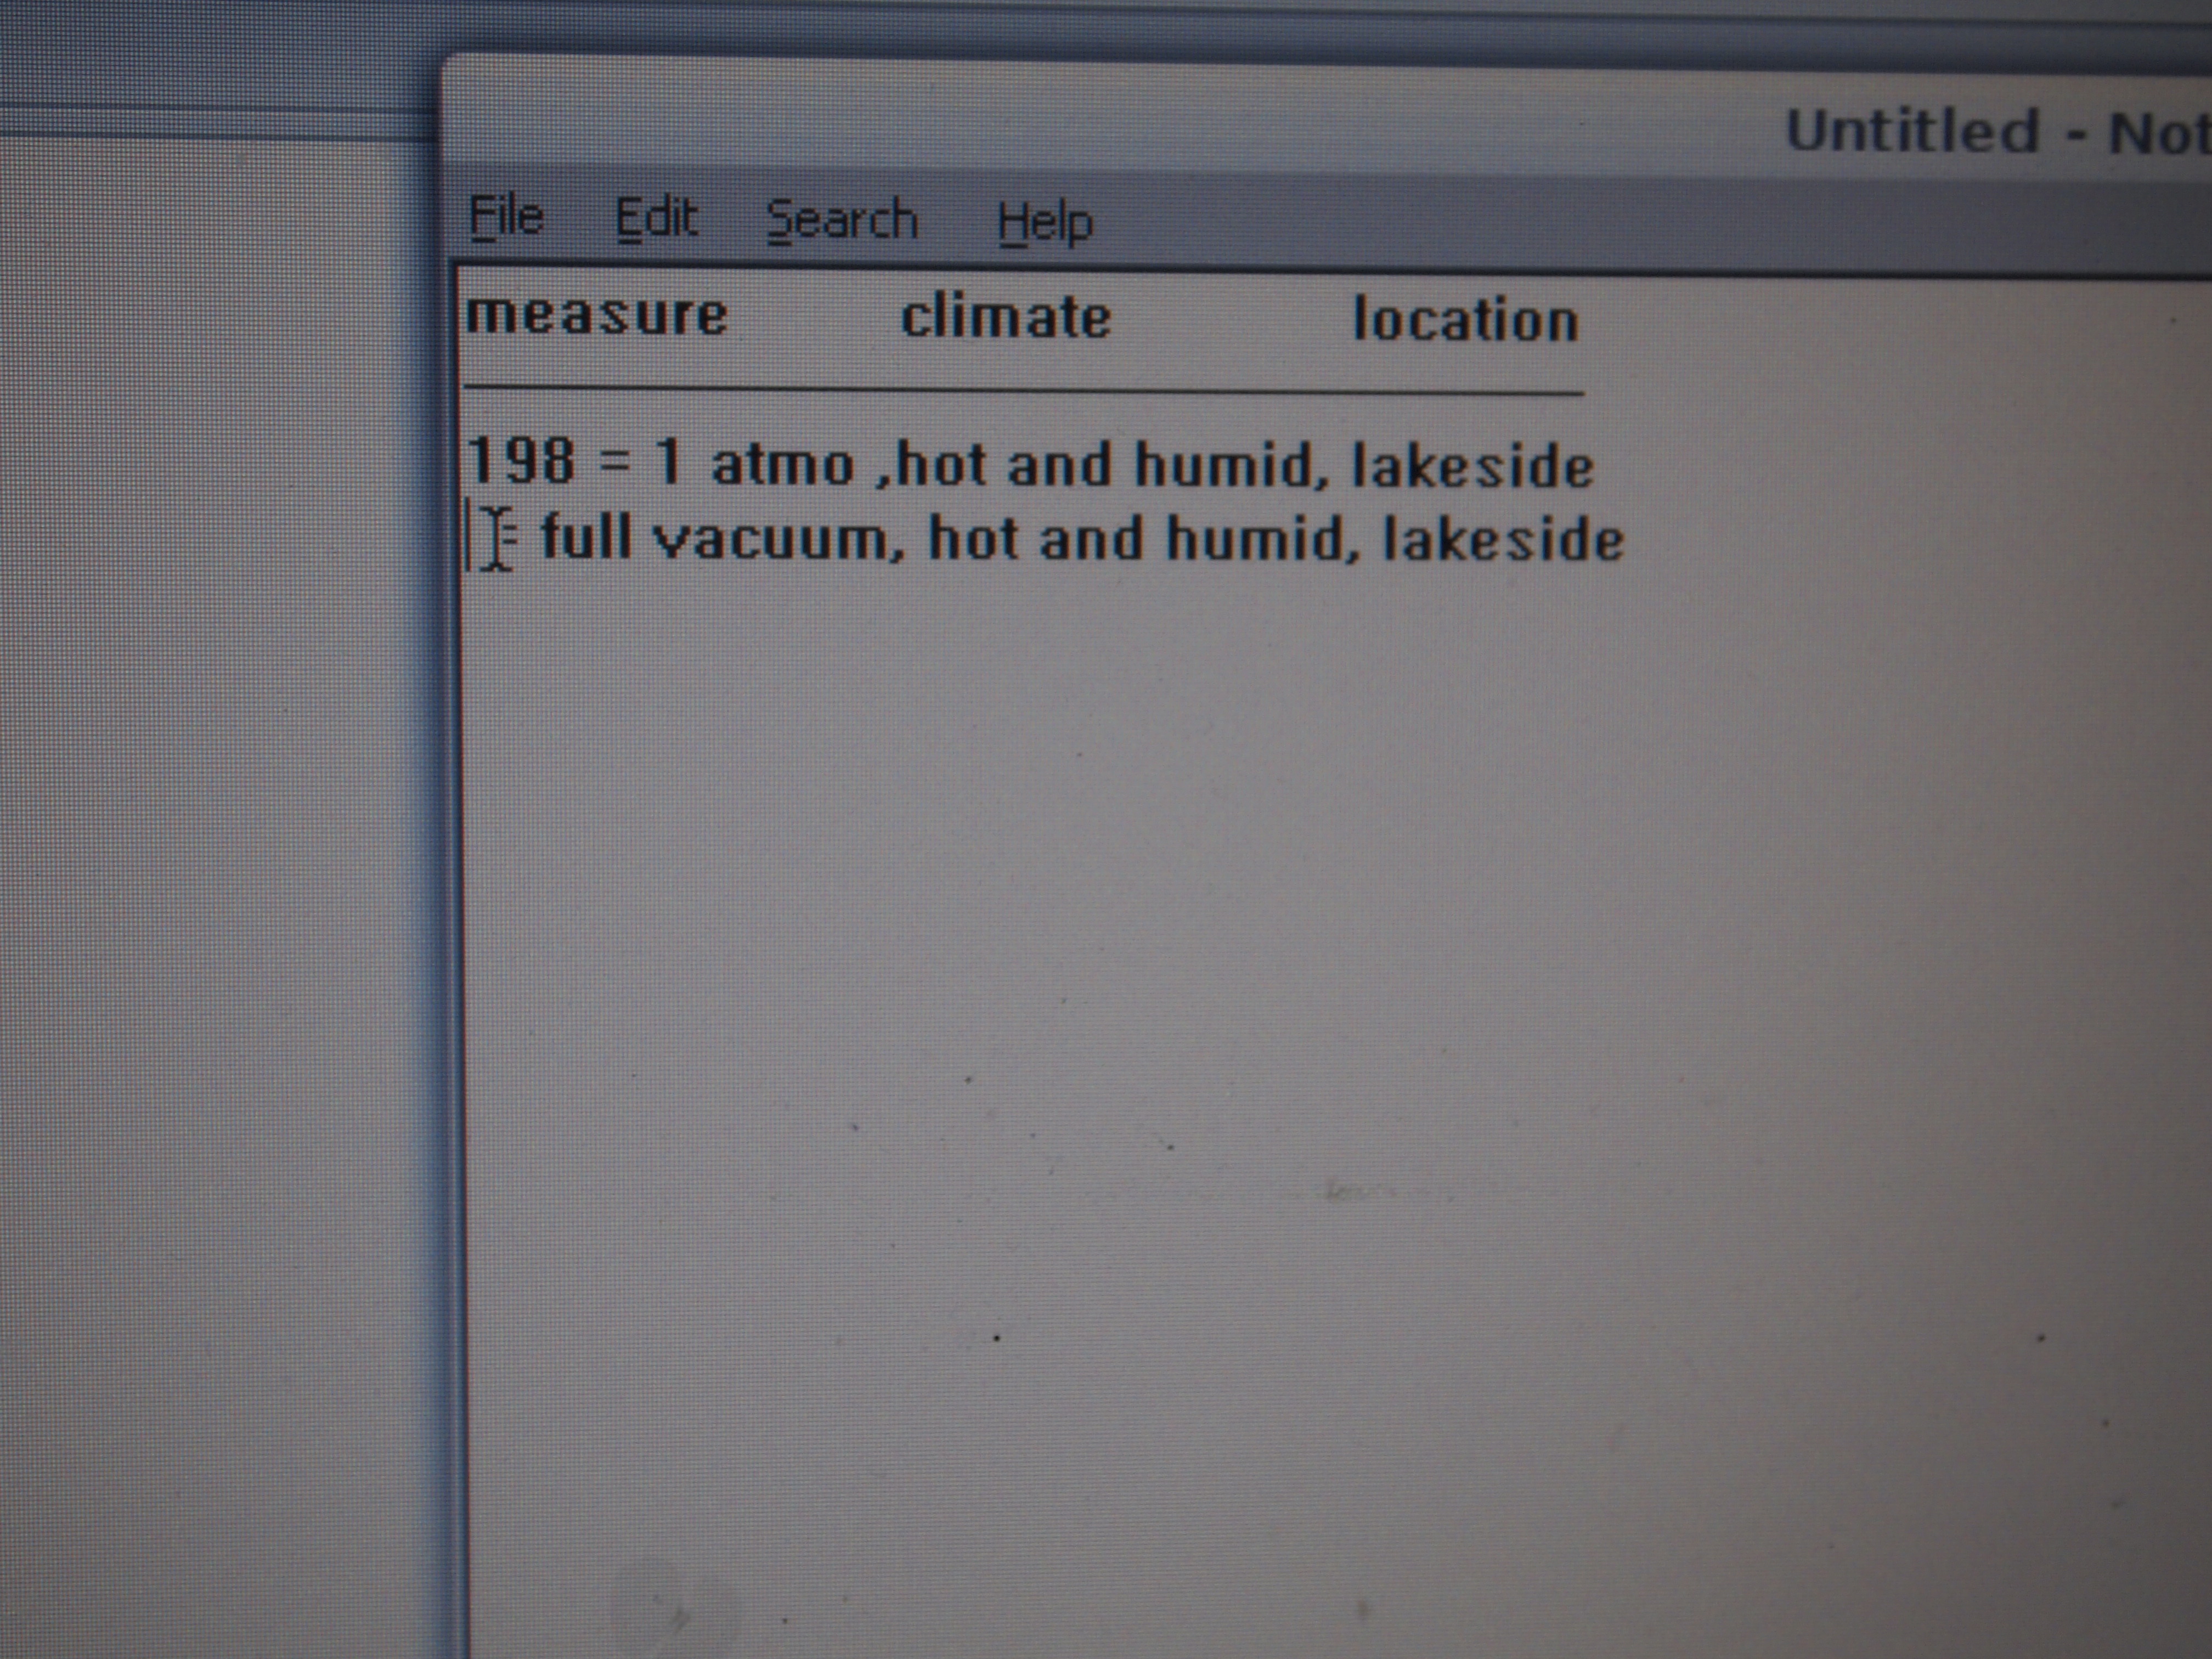 Untitled - Not
File Edit Search Help
measure climate location
198 = 1 atmo ,hot and humid, lakeside
= full vacuum, hot and humid, lakeside